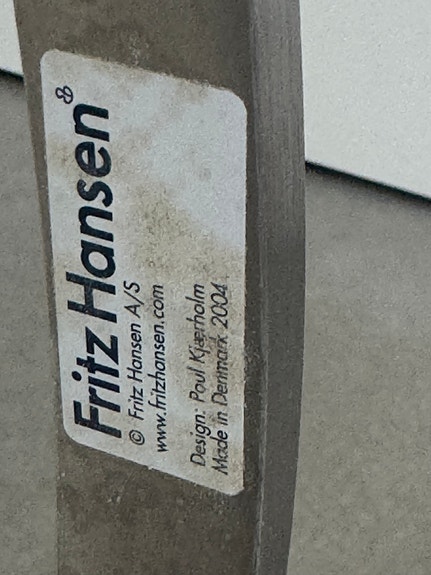 Fritz Hansen
© Fritz Hansen A/S
www.fritzhansen.com
Design: Poul Kjærholm
Made in Denmark 2004